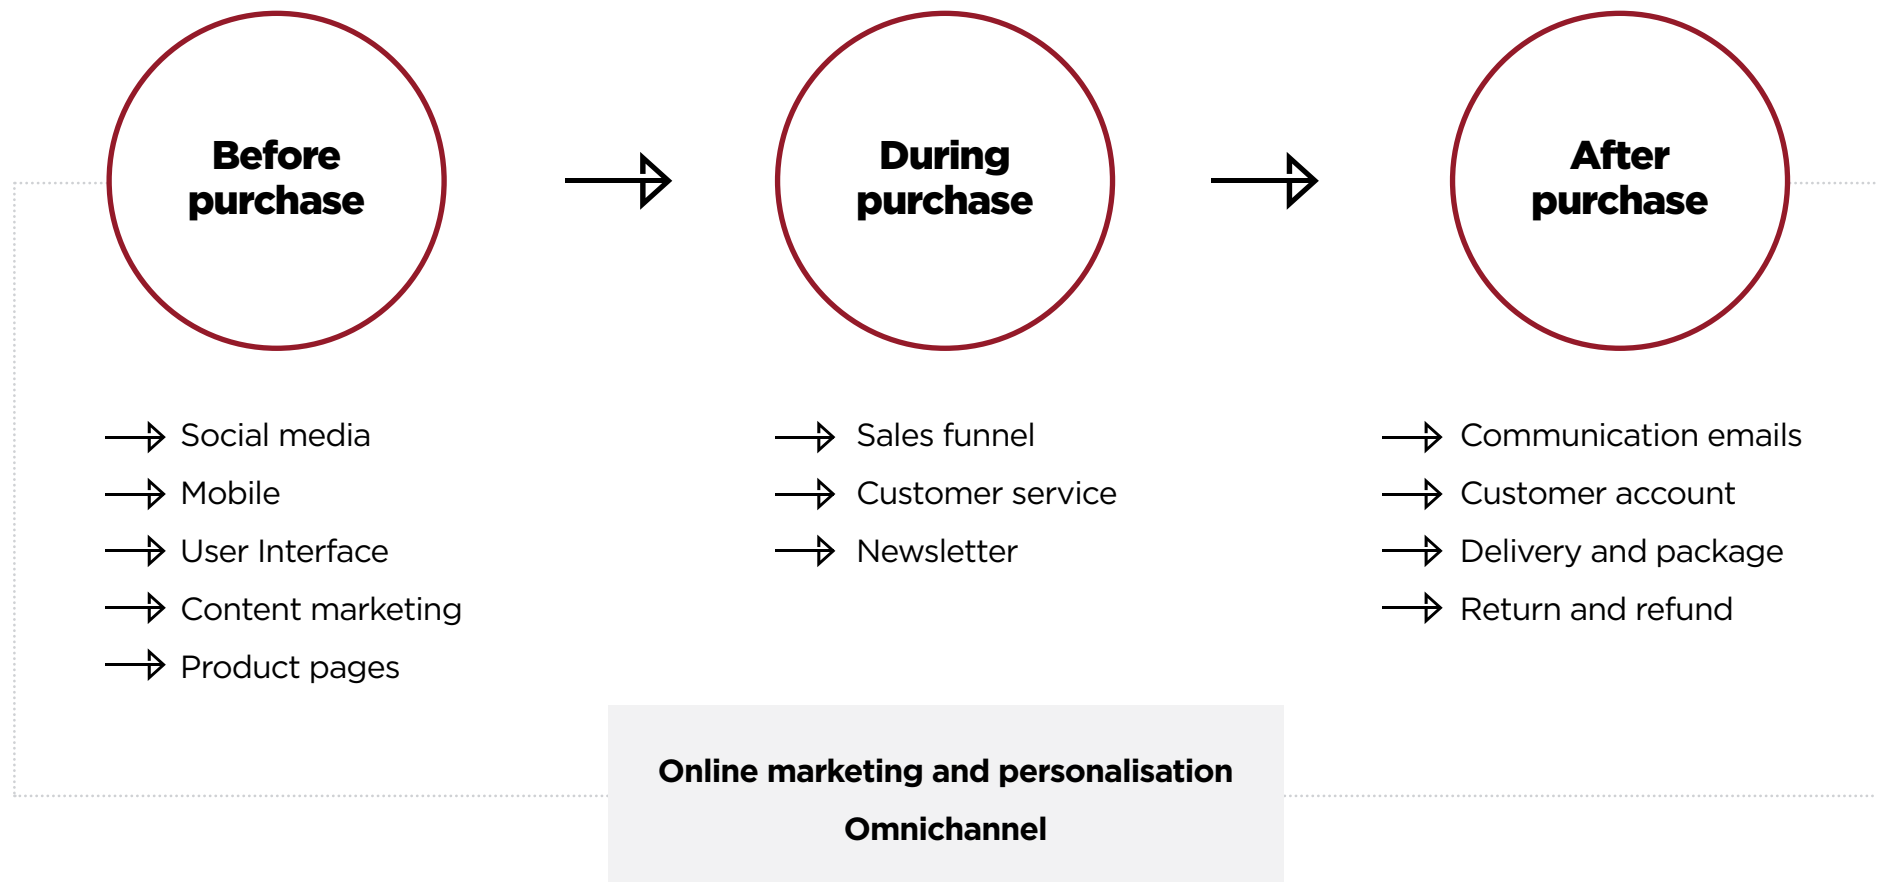 Before
purchase
During
purchase
After
purchase
Social media
Mobile
User Interface
Content marketing
Product pages
Sales funnel
Customer service
Newsletter
Communication emails
Customer account
Delivery and package
Return and refund
Online marketing and personalisation
Omnichannel